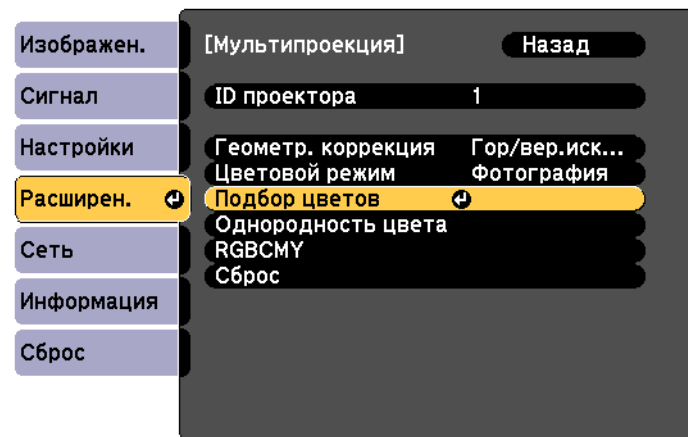 Изображен.
Сигнал
Настройки
Расширен.
Сеть
Информация
Сброс
[Мультипроекция] Назад
ID проектора 1
Геометр. коррекция Гор/вер.иск...
Цветовой режим Фотография
Подбор цветов
Однородность цвета
RGBCMY
Сброс